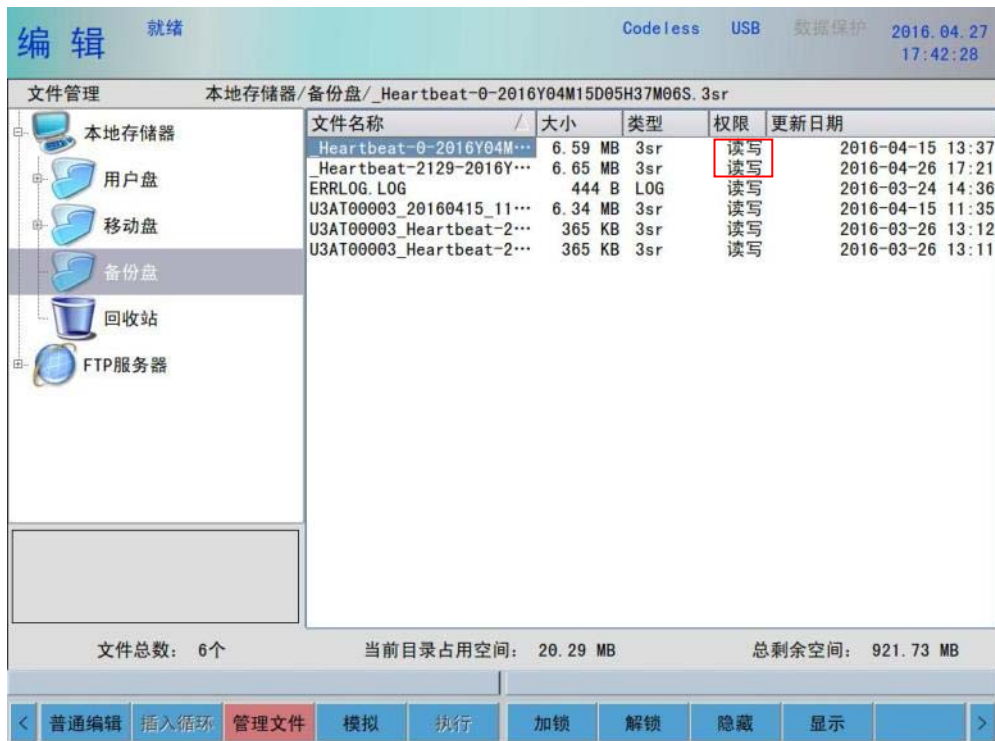 编 辑 就绪 Codeless USB 数据保护 2016.04.27
17:42:28
文件管理 本地存储器/备份盘/_Heartbeat-0-2016Y04M15D05H37M06S.3sr
本地存储器
用户盘
移动盘
备份盘
回收站
FTP服务器
文件名称 大小 类型 权限 更新日期
_Heartbeat-0-2016Y04M… 6.59 MB 3sr 读写 2016-04-15 13:37
_Heartbeat-2129-2016Y… 6.65 MB 3sr 读写 2016-04-26 17:21
ERRLOG.LOG 444 B LOG 读写 2016-03-24 14:36
U3AT00003_20160415_11… 6.34 MB 3sr 读写 2016-04-15 11:35
U3AT00003_Heartbeat-2… 365 KB 3sr 读写 2016-03-26 13:12
U3AT00003_Heartbeat-2… 365 KB 3sr 读写 2016-03-26 13:11
文件总数: 6个 当前目录占用空间: 20.29 MB 总剩余空间: 921.73 MB
< 普通编辑 插入循环 管理文件 模拟 执行 加锁 解锁 隐藏 显示 >